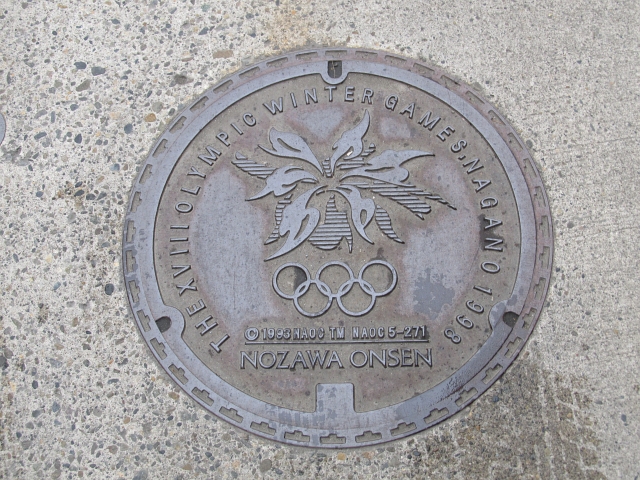 THE XVIII OLYMPIC WINTER GAMES, NAGANO 1998
©1993 NAOC TM NAOC 5-271
NOZAWA ONSEN